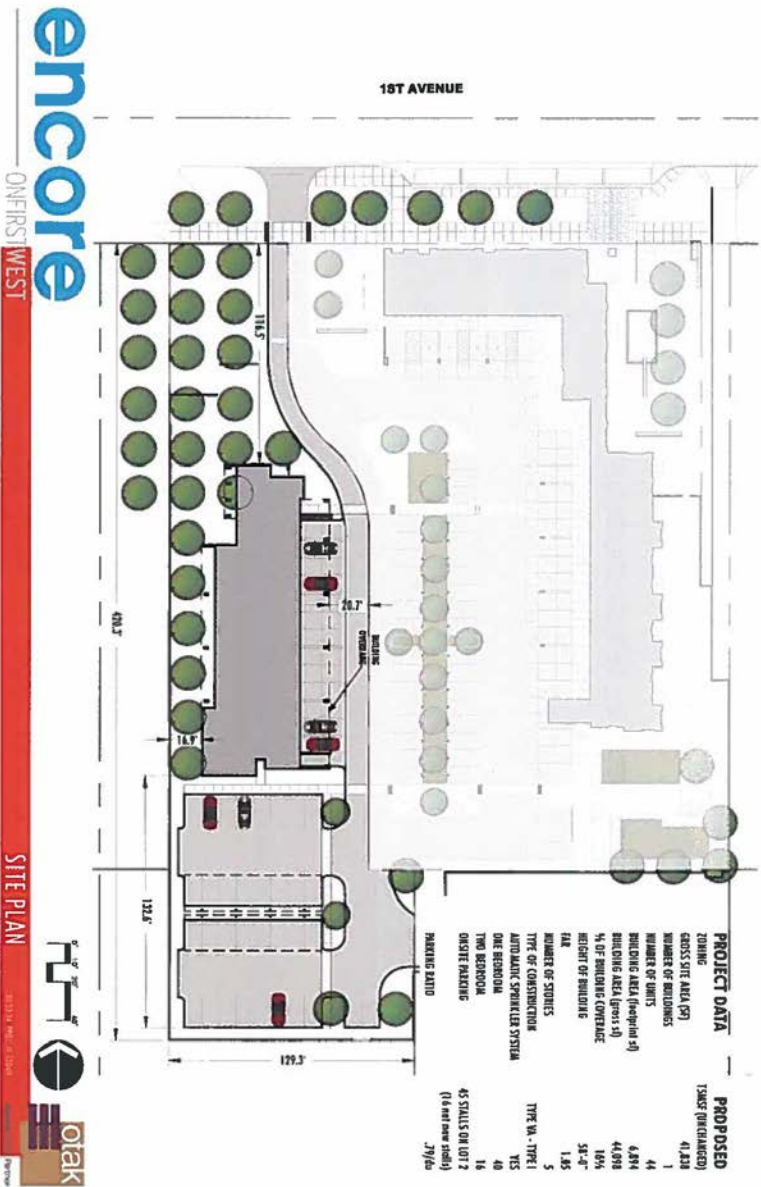 encore
ONFIRSTWEST
SITE PLAN
1ST AVENUE
116.5'
20.7'
BUILDING
OVERHANG
16.9'
420.3'
132.6'
129.3'
PROJECT DATA PROPOSED
ZONING TSMSF (UNCHANGED)
GROSS SITE AREA (SF) 41,838
NUMBER OF BUILDINGS 1
NUMBER OF UNITS 44
BUILDING AREA (footprint sf) 6,894
BUILDING AREA (gross sf) 44,098
% OF BUILDING COVERAGE 16%
HEIGHT OF BUILDING 58'-0"
FAR 1.05
NUMBER OF STORIES 5
TYPE OF CONSTRUCTION TYPE VA - TYPE I
AUTOMATIC SPRINKLER SYSTEM YES
ONE BEDROOM 40
TWO BEDROOM 16
ONSITE PARKING 45 STALLS ON LOT 2
(16 net new stalls)
PARKING RATIO .79/du
otak
Partner